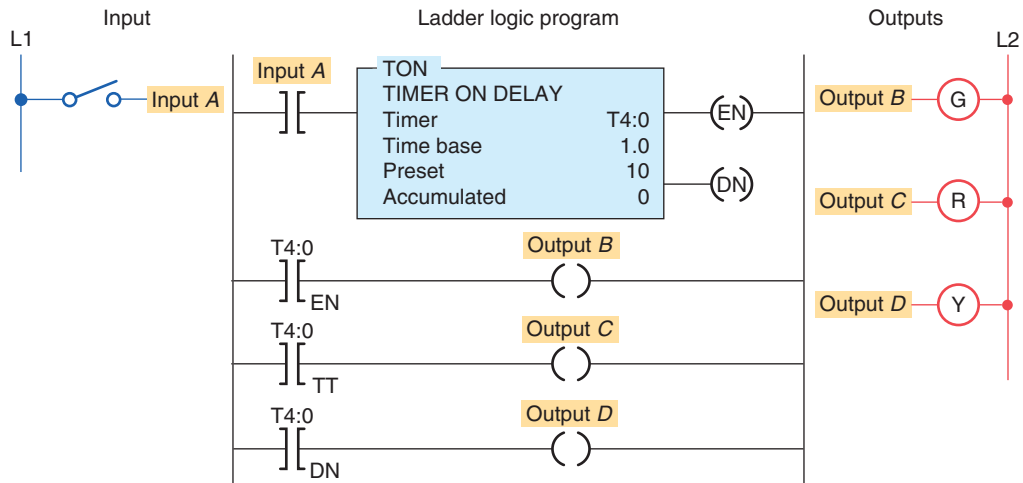 Input
Ladder logic program
Outputs
L1
L2
Input A
Input A
TON
TIMER ON DELAY
Timer T4:0
Time base 1.0
Preset 10
Accumulated 0
EN
DN
Output B
G
Output C
R
Output D
Y
T4:0
EN
Output B
T4:0
TT
Output C
T4:0
DN
Output D